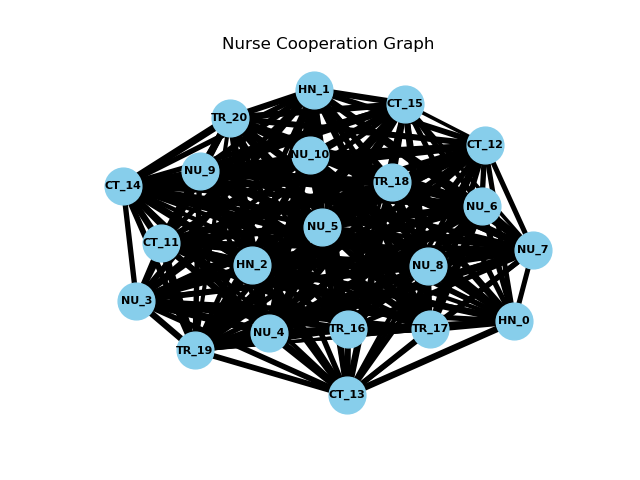 Nurse Cooperation Graph
HN_1
CT_15
TR_20
CT_12
NU_10
NU_9
TR_18
CT_14
NU_6
NU_5
CT_11
NU_7
HN_2
NU_8
NU_3
HN_0
NU_4
TR_16
TR_17
TR_19
CT_13